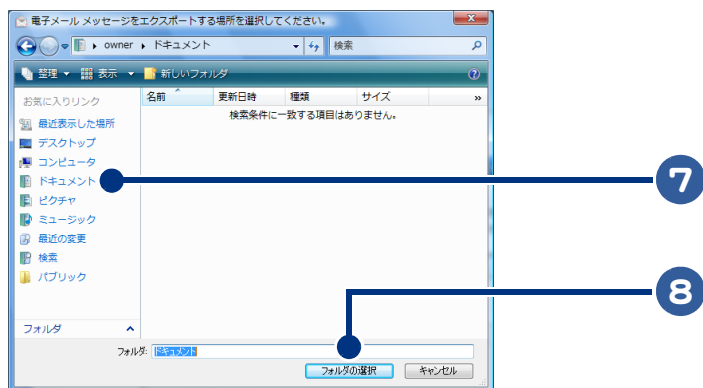 電子メール メッセージをエクスポートする場所を選択してください。
owner ▸ ドキュメント
検索
整理 表示 新しいフォルダ
お気に入りリンク
名前 更新日時 種類 サイズ »
検索条件に一致する項目はありません。
最近表示した場所
デスクトップ
コンピュータ
ドキュメント
7
ピクチャ
ミュージック
最近の変更
検索
パブリック
8
フォルダ
フォルダ: ドキュメント
フォルダの選択 キャンセル